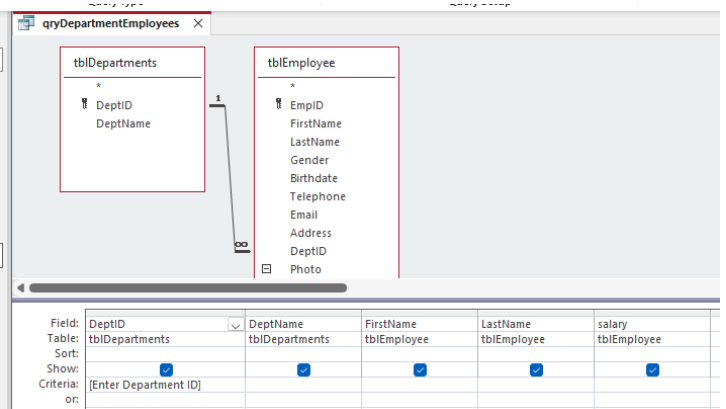 qryDepartmentEmployees
tblDepartments
*
DeptID
DeptName
1
∞
tblEmployee
*
EmpID
FirstName
LastName
Gender
Birthdate
Telephone
Email
Address
DeptID
Photo
Field: DeptID DeptName FirstName LastName salary
Table: tblDepartments tblDepartments tblEmployee tblEmployee tblEmployee
Sort:
Show:
Criteria: [Enter Department ID]
or: